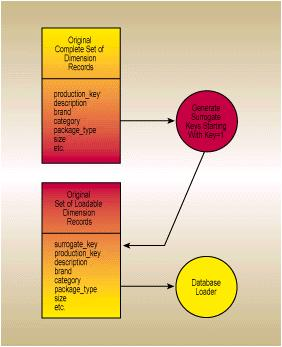 Original
Complete Set of
Dimension
Records
production_key
description
brand
category
package_type
size
etc.
Generate
Surrogate
Keys Starting
With Key=1
Original
Set of Loadable
Dimension
Records
surrogate_key
production_key
description
brand
category
package_type
size
etc.
Database
Loader